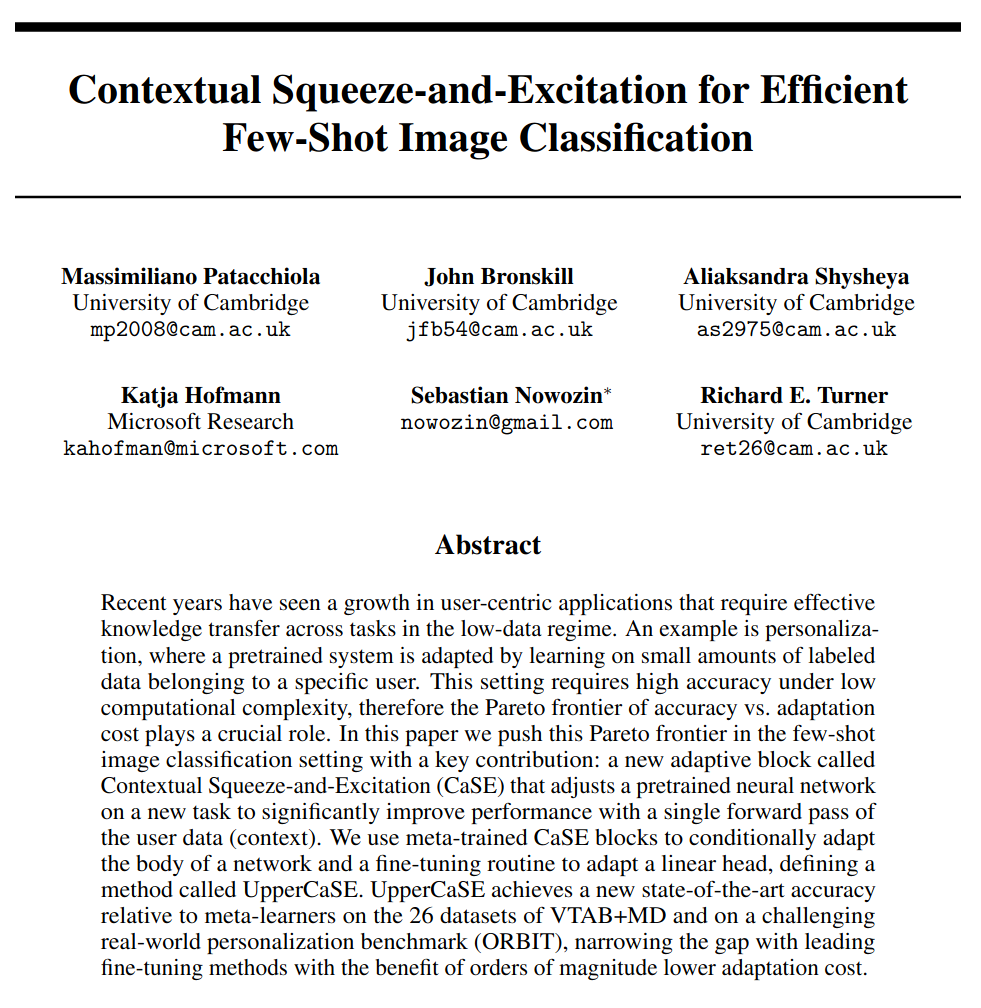 Contextual Squeeze-and-Excitation for Efficient
Few-Shot Image Classification
Massimiliano Patacchiola
University of Cambridge
mp2008@cam.ac.uk
John Bronskill
University of Cambridge
jfb54@cam.ac.uk
Aliaksandra Shysheya
University of Cambridge
as2975@cam.ac.uk
Katja Hofmann
Microsoft Research
kahofman@microsoft.com
Sebastian Nowozin*
nowozin@gmail.com
Richard E. Turner
University of Cambridge
ret26@cam.ac.uk
Abstract
Recent years have seen a growth in user-centric applications that require effective
knowledge transfer across tasks in the low-data regime. An example is personaliza-
tion, where a pretrained system is adapted by learning on small amounts of labeled
data belonging to a specific user. This setting requires high accuracy under low
computational complexity, therefore the Pareto frontier of accuracy vs. adaptation
cost plays a crucial role. In this paper we push this Pareto frontier in the few-shot
image classification setting with a key contribution: a new adaptive block called
Contextual Squeeze-and-Excitation (CaSE) that adjusts a pretrained neural network
on a new task to significantly improve performance with a single forward pass of
the user data (context). We use meta-trained CaSE blocks to conditionally adapt
the body of a network and a fine-tuning routine to adapt a linear head, defining a
method called UpperCaSE. UpperCaSE achieves a new state-of-the-art accuracy
relative to meta-learners on the 26 datasets of VTAB+MD and on a challenging
real-world personalization benchmark (ORBIT), narrowing the gap with leading
fine-tuning methods with the benefit of orders of magnitude lower adaptation cost.